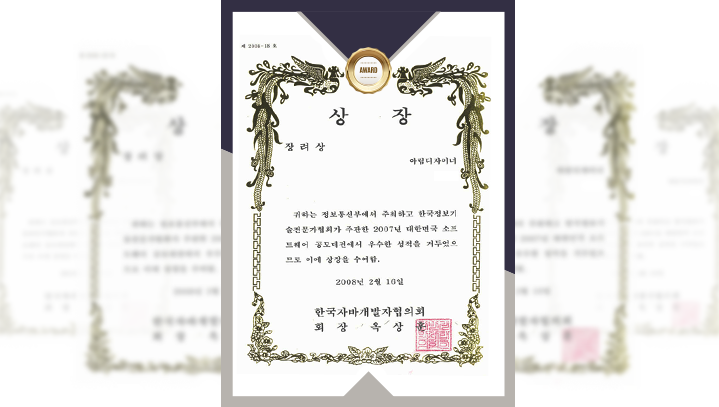 제 2008-18 호
AWARD
상 장
장 려 상
아림디자이너
귀하는 정보통신부에서 주최하고 한국정보기
술전문가협회가 주관한 2007년 대한민국 소프
트웨어 공모대전에서 우수한 성적을 거두었으
므로 이에 상장을 수여함.
2008년 2월 16일
한국자바개발자협의회
회 장 옥 상 훈